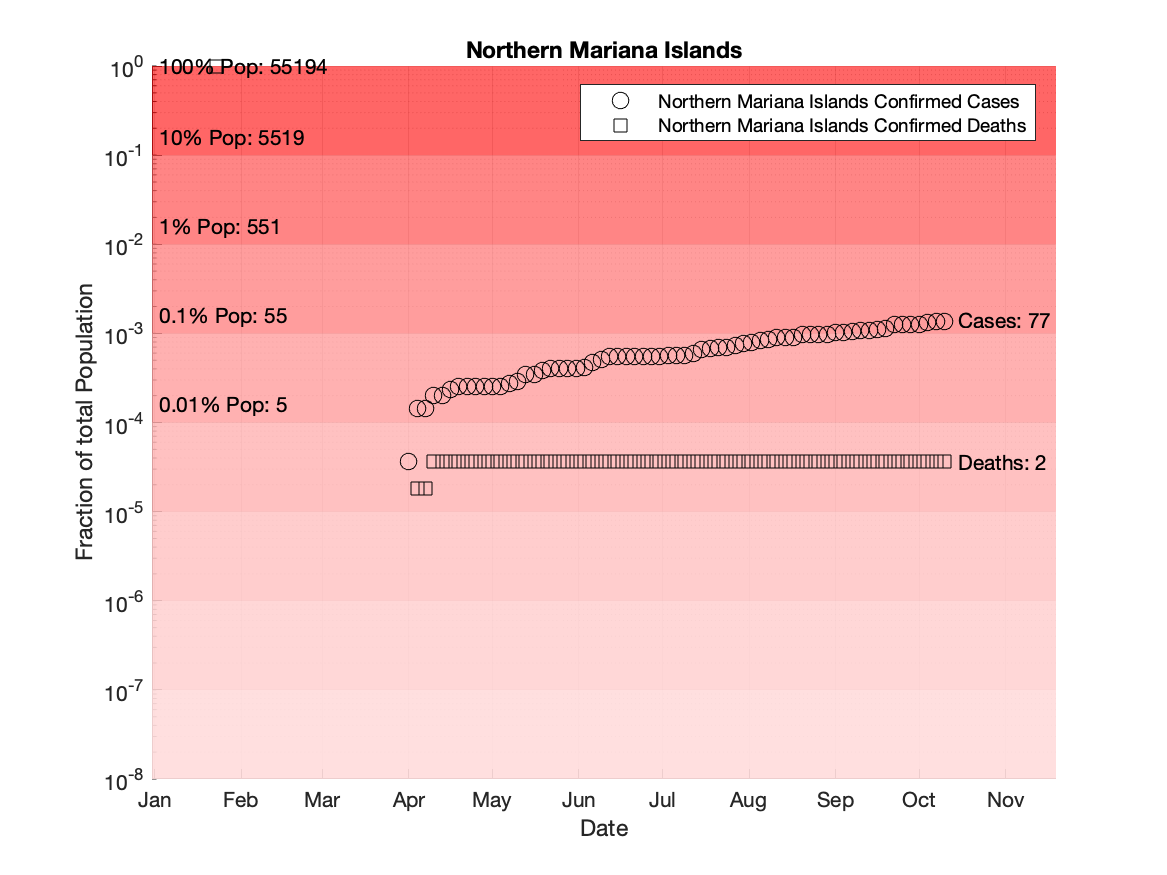 Northern Mariana Islands
Northern Mariana Islands Confirmed Cases
Northern Mariana Islands Confirmed Deaths
10^0
100% Pop: 55194
10% Pop: 5519
10^-1
1% Pop: 551
10^-2
0.1% Pop: 55
10^-3
Cases: 77
0.01% Pop: 5
10^-4
Deaths: 2
10^-5
10^-6
10^-7
10^-8
Fraction of total Population
Jan Feb Mar Apr May Jun Jul Aug Sep Oct Nov
Date